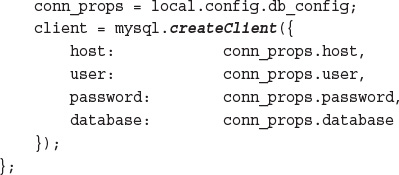 conn_props = local.config.db_config;
client = mysql.createClient({
host: conn_props.host,
user: conn_props.user,
password: conn_props.password,
database: conn_props.database
});
};